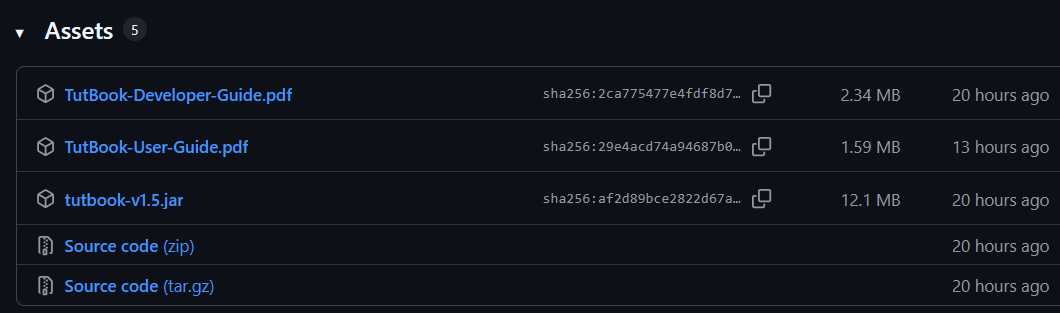 Assets 5
TutBook-Developer-Guide.pdf sha256:2ca775477e4fdf8d7… 2.34 MB 20 hours ago
TutBook-User-Guide.pdf sha256:29e4acd74a94687b0… 1.59 MB 13 hours ago
tutbook-v1.5.jar sha256:af2d89bce2822d67a… 12.1 MB 20 hours ago
Source code (zip) 20 hours ago
Source code (tar.gz) 20 hours ago